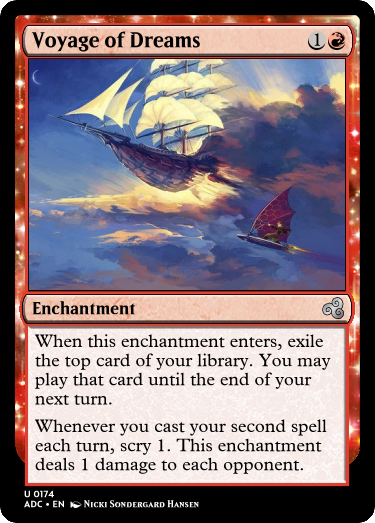 Voyage of Dreams
1
Enchantment
When this enchantment enters, exile
the top card of your library. You may
play that card until the end of your
next turn.
Whenever you cast your second spell
each turn, scry 1. This enchantment
deals 1 damage to each opponent.
U 0174
ADC • EN Nicki Sondergard Hansen